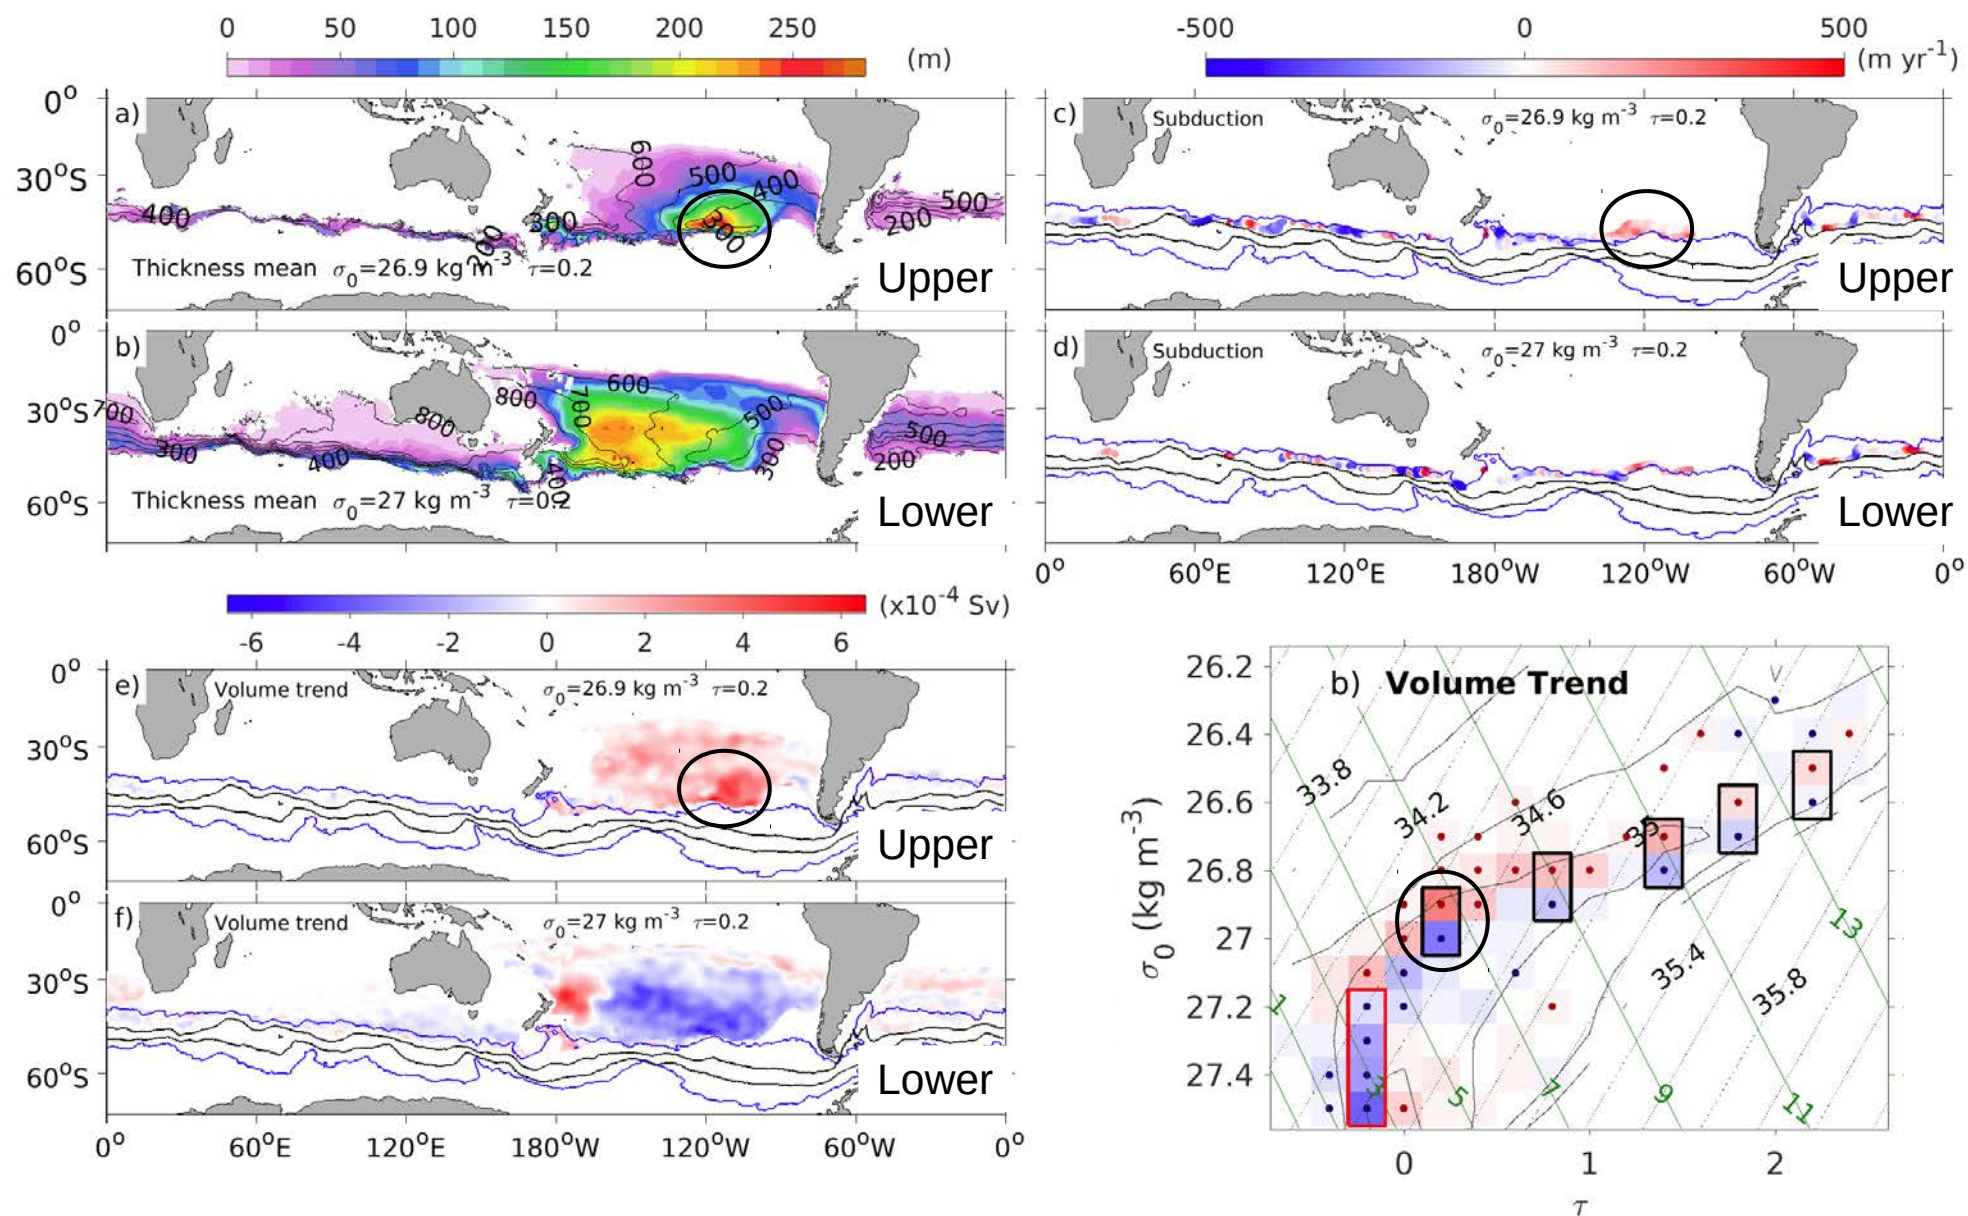 0 50 100 150 200 250 (m)
a)
0° 30°S 60°S
600 500 400 300 300 400 200 500 200
Thickness mean σ0=26.9 kg m-3 τ=0.2
Upper
b)
0° 30°S 60°S
700 300 400 800 800 700 600 500 300 400 500 200
Thickness mean σ0=27 kg m-3 τ=0.2
Lower
-500 0 500 (m yr-1)
c) Subduction σ0=26.9 kg m-3 τ=0.2
Upper
d) Subduction σ0=27 kg m-3 τ=0.2
Lower
0° 60°E 120°E 180°W 120°W 60°W 0°
(x10-4 Sv)
-6 -4 -2 0 2 4 6
e) Volume trend σ0=26.9 kg m-3 τ=0.2
0° 30°S 60°S
Upper
f) Volume trend σ0=27 kg m-3 τ=0.2
0° 30°S 60°S
Lower
0° 60°E 120°E 180°W 120°W 60°W 0°
b) Volume Trend
σ0 (kg m-3)
26.2
26.4
26.6
26.8
27
27.2
27.4
33.8 34.2 34.6 35 35.4 35.8
1 3 5 7 9 11 13
0 1 2
τ